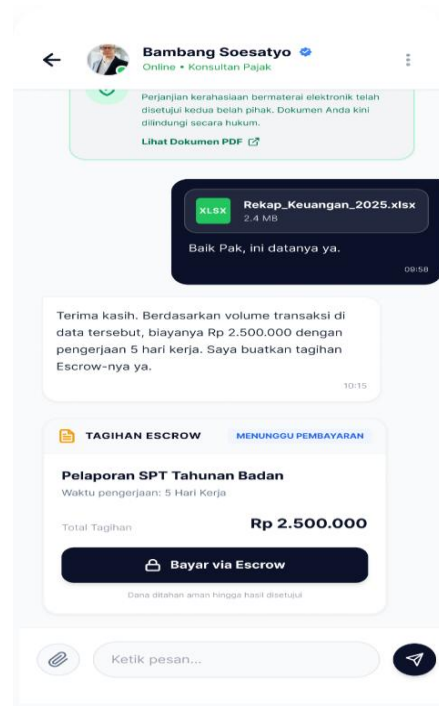 Bambang Soesatyo
Online • Konsultan Pajak
Perjanjian kerahasiaan bermaterai elektronik telah
disetujui kedua belah pihak. Dokumen Anda kini
dilindungi secara hukum.
Lihat Dokumen PDF
XLSX
Rekap_Keuangan_2025.xlsx
2.4 MB
Baik Pak, ini datanya ya.
09:50
Terima kasih. Berdasarkan volume transaksi di
data tersebut, biayanya Rp 2.500.000 dengan
pengerjaan 5 hari kerja. Saya buatkan tagihan
Escrow-nya ya.
10:15
TAGIHAN ESCROW
MENUNGGU PEMBAYARAN
Pelaporan SPT Tahunan Badan
Waktu pengerjaan: 5 Hari Kerja
Total Tagihan
Rp 2.500.000
Bayar via Escrow
Dana ditahan aman hingga hasil disetujui
Ketik pesan...